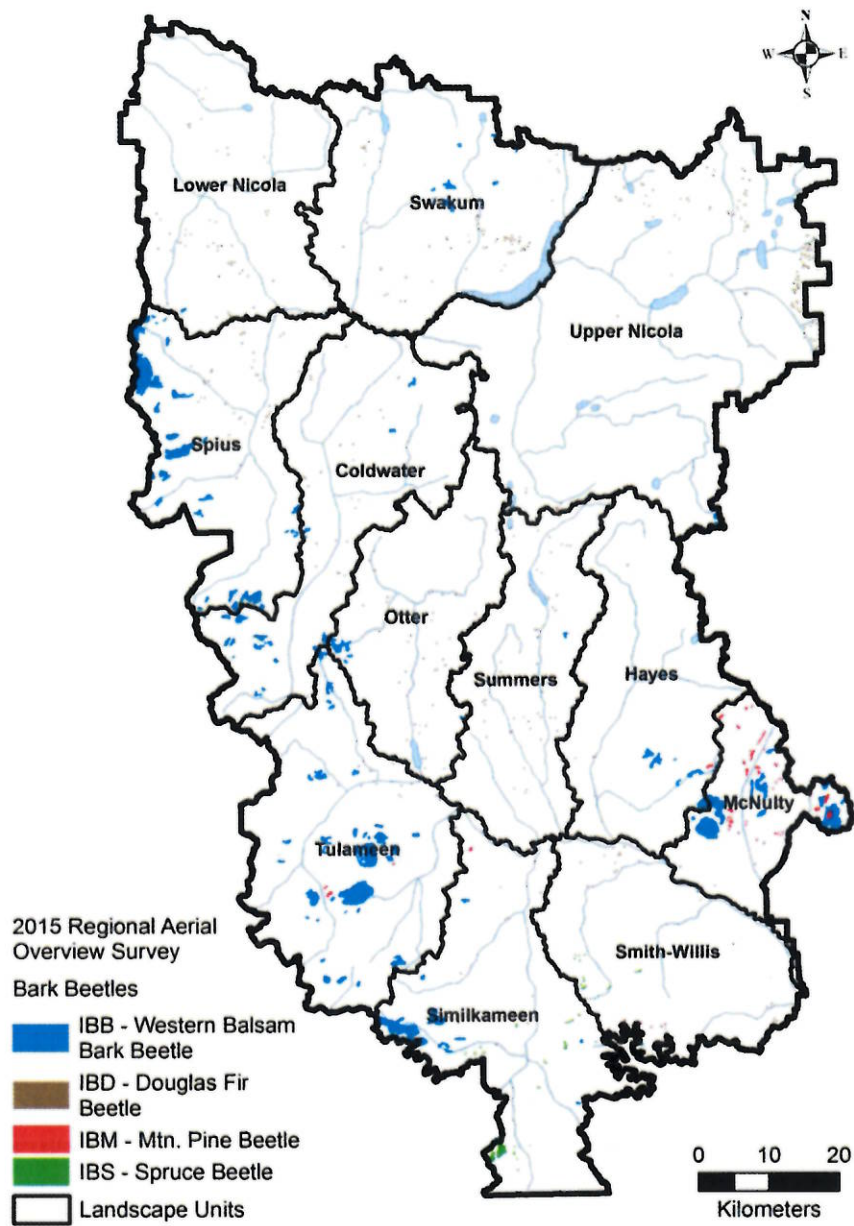 N
W E
S
Lower Nicola
Swakum
Upper Nicola
Spius
Coldwater
Otter
Summers
Hayes
McNulty
Tulameen
Smith-Willis
Similkameen
2015 Regional Aerial
Overview Survey
Bark Beetles
IBB - Western Balsam
Bark Beetle
IBD - Douglas Fir
Beetle
IBM - Mtn. Pine Beetle
IBS - Spruce Beetle
Landscape Units
0 10 20
Kilometers